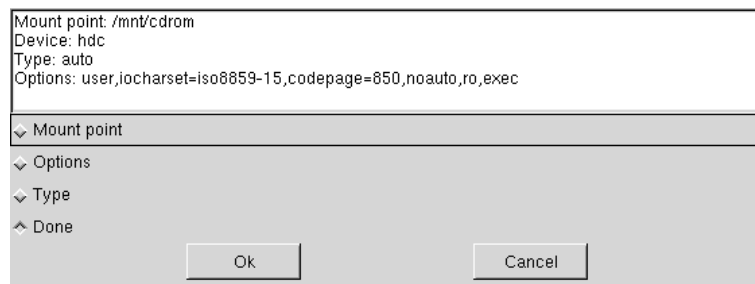 Mount point: /mnt/cdrom
Device: hdc
Type: auto
Options: user,iocharset=iso8859-15,codepage=850,noauto,ro,exec
Mount point
Options
Type
Done
Ok
Cancel